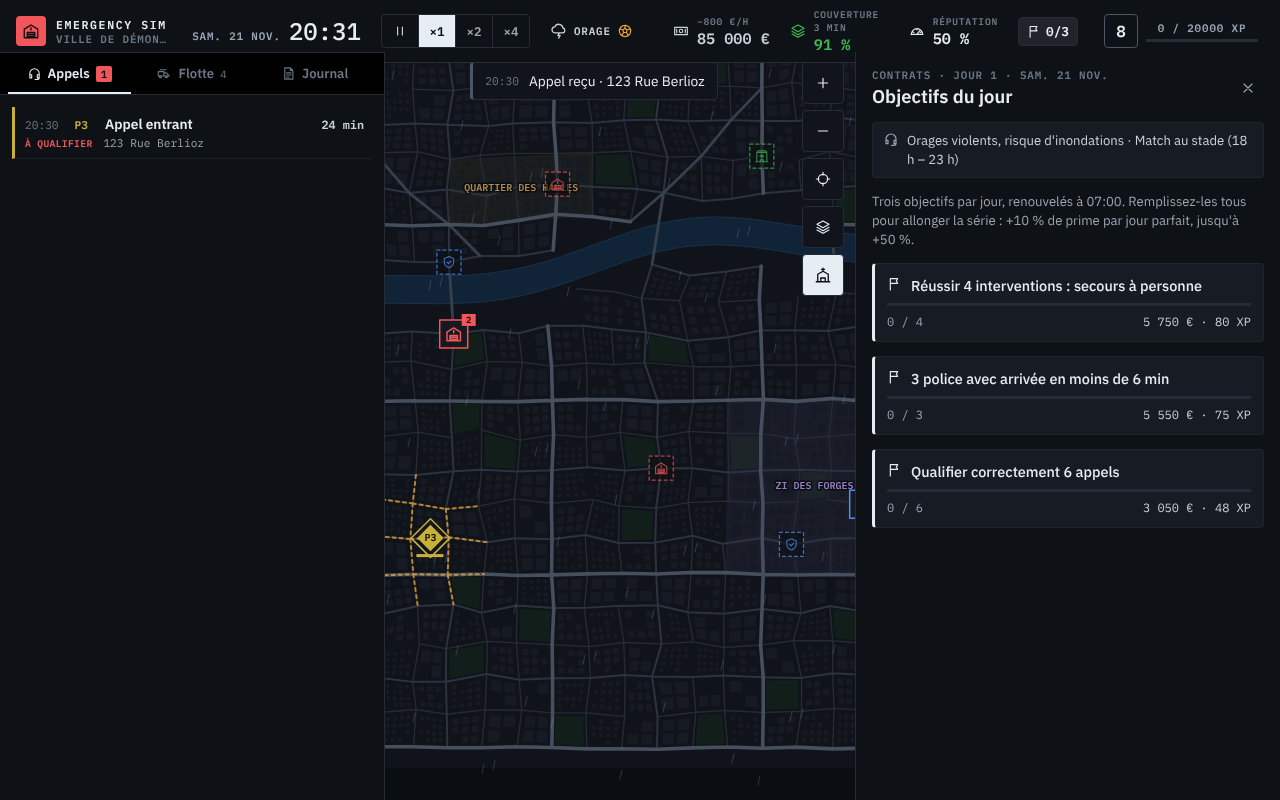 EMERGENCY SIM
VILLE DE DÉMON…
SAM. 21 NOV. 20:31
×1 ×2 ×4
ORAGE
−800 €/H
85 000 €
COUVERTURE
3 MIN
91 %
RÉPUTATION
50 %
0/3
8
0 / 20000 XP
Appels 1
Flotte 4
Journal
20:30 P3 Appel entrant 24 min
À QUALIFIER 123 Rue Berlioz
20:30 Appel reçu · 123 Rue Berlioz
QUARTIER DES HALLES
2
ZI DES FORGES
P3
CONTRATS · JOUR 1 · SAM. 21 NOV.
Objectifs du jour
Orages violents, risque d'inondations · Match au stade (18
h – 23 h)
Trois objectifs par jour, renouvelés à 07:00. Remplissez-les tous
pour allonger la série : +10 % de prime par jour parfait, jusqu'à
+50 %.
Réussir 4 interventions : secours à personne
0 / 4 5 750 € · 80 XP
3 police avec arrivée en moins de 6 min
0 / 3 5 550 € · 75 XP
Qualifier correctement 6 appels
0 / 6 3 050 € · 48 XP